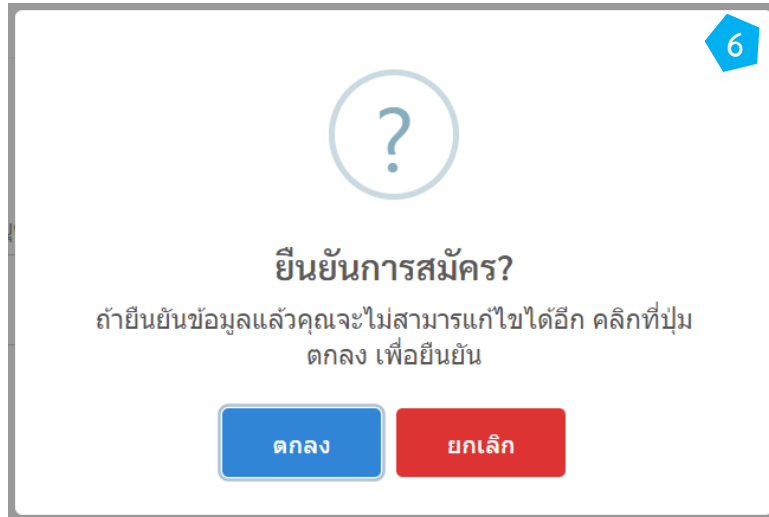 6
?
ยืนยันการสมัคร?
ถ้ายืนยันข้อมูลแล้วคุณจะไม่สามารแก้ไขได้อีก คลิกที่ปุ่ม
ตกลง เพื่อยืนยัน
ตกลง ยกเลิก